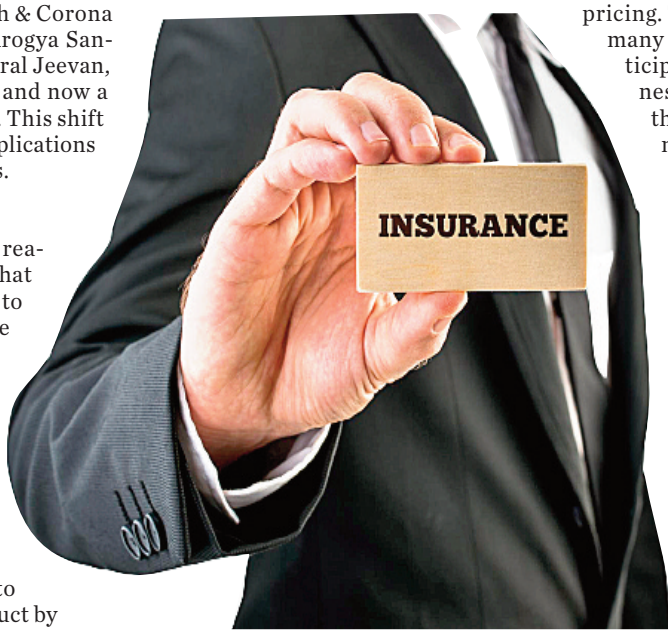 h & Corona
rogya San-
ral Jeevan,
and now a
. This shift
plications
s.
rea-
hat
to
e
to
uct by
INSURANCE
pricing.
many
ticip
nes
th